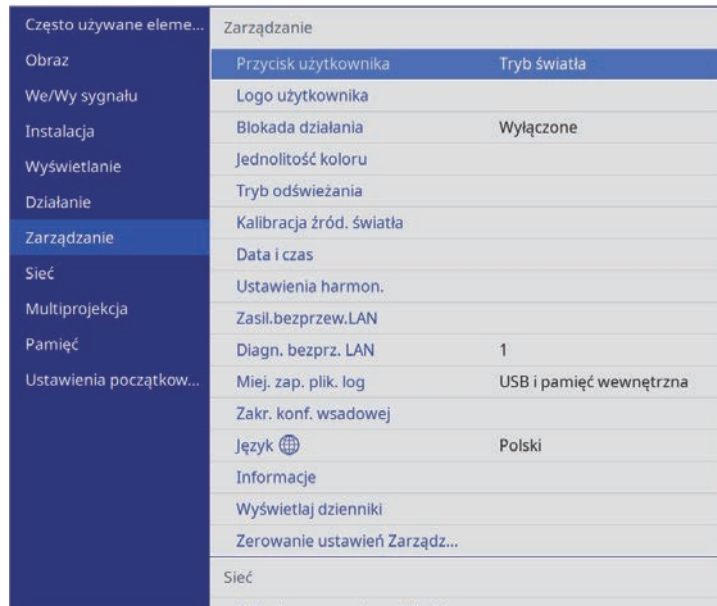 Często używane eleme...
Obraz
We/Wy sygnału
Instalacja
Wyświetlanie
Działanie
Zarządzanie
Sieć
Multiprojekcja
Pamięć
Ustawienia początkow...
Zarządzanie
Przycisk użytkownika Tryb światła
Logo użytkownika
Blokada działania Wyłączone
Jednolitość koloru
Tryb odświeżania
Kalibracja źród. światła
Data i czas
Ustawienia harmon.
Zasil.bezprzew.LAN
Diagn. bezprz. LAN 1
Miej. zap. plik. log USB i pamięć wewnętrzna
Zakr. konf. wsadowej
Język Polski
Informacje
Wyświetlaj dzienniki
Zerowanie ustawień Zarządz...
Sieć